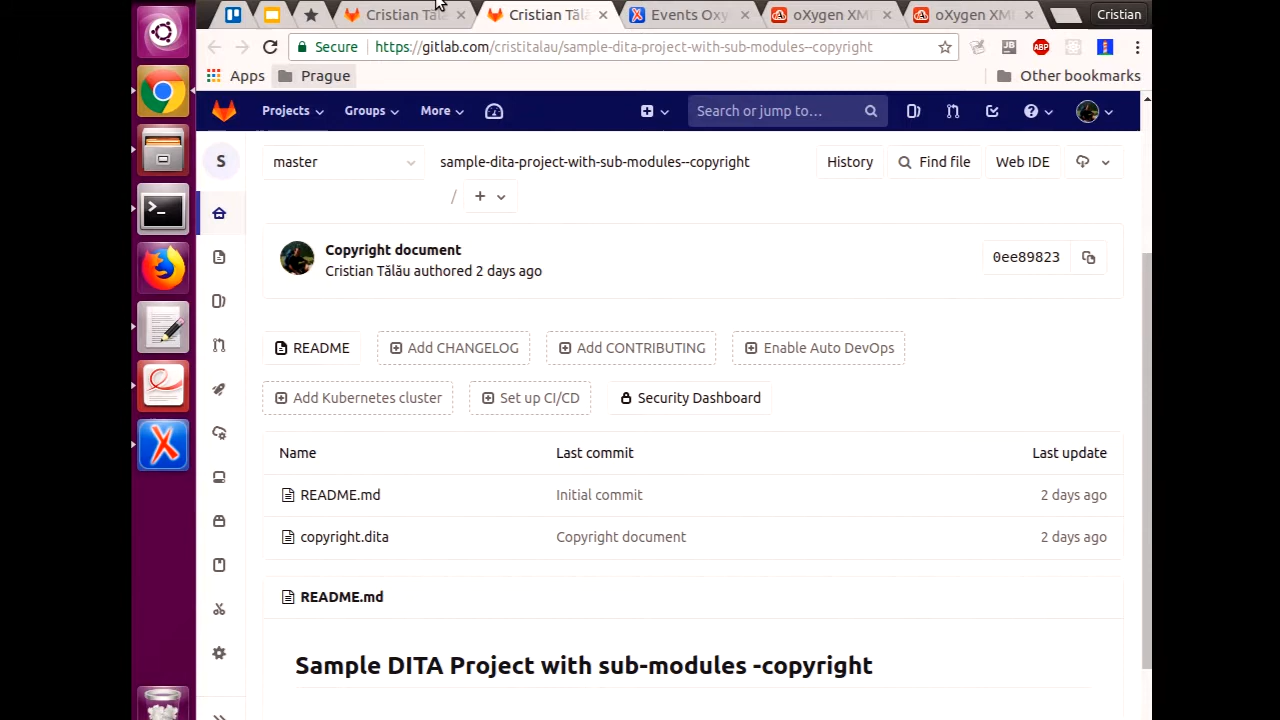 Cristian Tălă
Cristian Tălă
Events Oxy
oXygen XM
oXygen XM
Cristian
Secure
https://gitlab.com/cristitalau/sample-dita-project-with-sub-modules--copyright
JB
ABP
Apps
Prague
Other bookmarks
Projects
Groups
More
Search or jump to...
S
master
sample-dita-project-with-sub-modules--copyright
History
Find file
Web IDE
/
+
Copyright document
Cristian Tălău authored 2 days ago
0ee89823
README
Add CHANGELOG
Add CONTRIBUTING
Enable Auto DevOps
Add Kubernetes cluster
Set up CI/CD
Security Dashboard
Name
Last commit
Last update
README.md
Initial commit
2 days ago
copyright.dita
Copyright document
2 days ago
README.md
Sample DITA Project with sub-modules -copyright